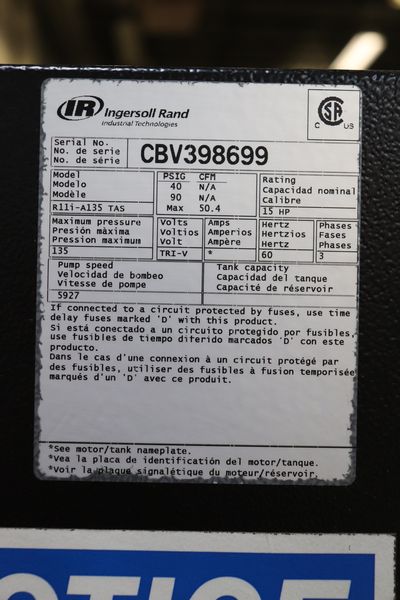 IR Ingersoll Rand
Industrial Technologies
C SA US
Serial No.
No. de serie
No. de série
CBV398699
Model
Modelo
Modèle
R11i-A135 TAS
PSIG CFM
40 N/A
90 N/A
Max 50.4
Rating
Capacidad nominal
Calibre
15 HP
Maximum pressure
Presión màxima
Pression maximum
135
Volts
Voltios
Volt
TRI-V
Amps
Amperios
Ampère
*
Hertz
Hertzios
Hertz
60
Phases
Fases
Phases
3
Pump speed
Velocidad de bombeo
Vitesse de pompe
5927
Tank capacity
Capacidad del tanque
Capacité de réservoir
If connected to a circuit protected by fuses, use time
delay fuses marked 'D' with this product.
Si está conectado a un circuito protegido por fusibles,
use fusibles de tiempo diferido marcados 'D' con este
producto.
Dans le cas d'une connexion à un circuit protégé par
des fusibles, utiliser des fusibles à fusion temporisée
marqués d'un 'D' avec ce produit.
*See motor/tank nameplate.
*Vea la placa de identificación del motor/tanque.
*Voir la plaque signalétique du moteur/réservoir.
NOTICE